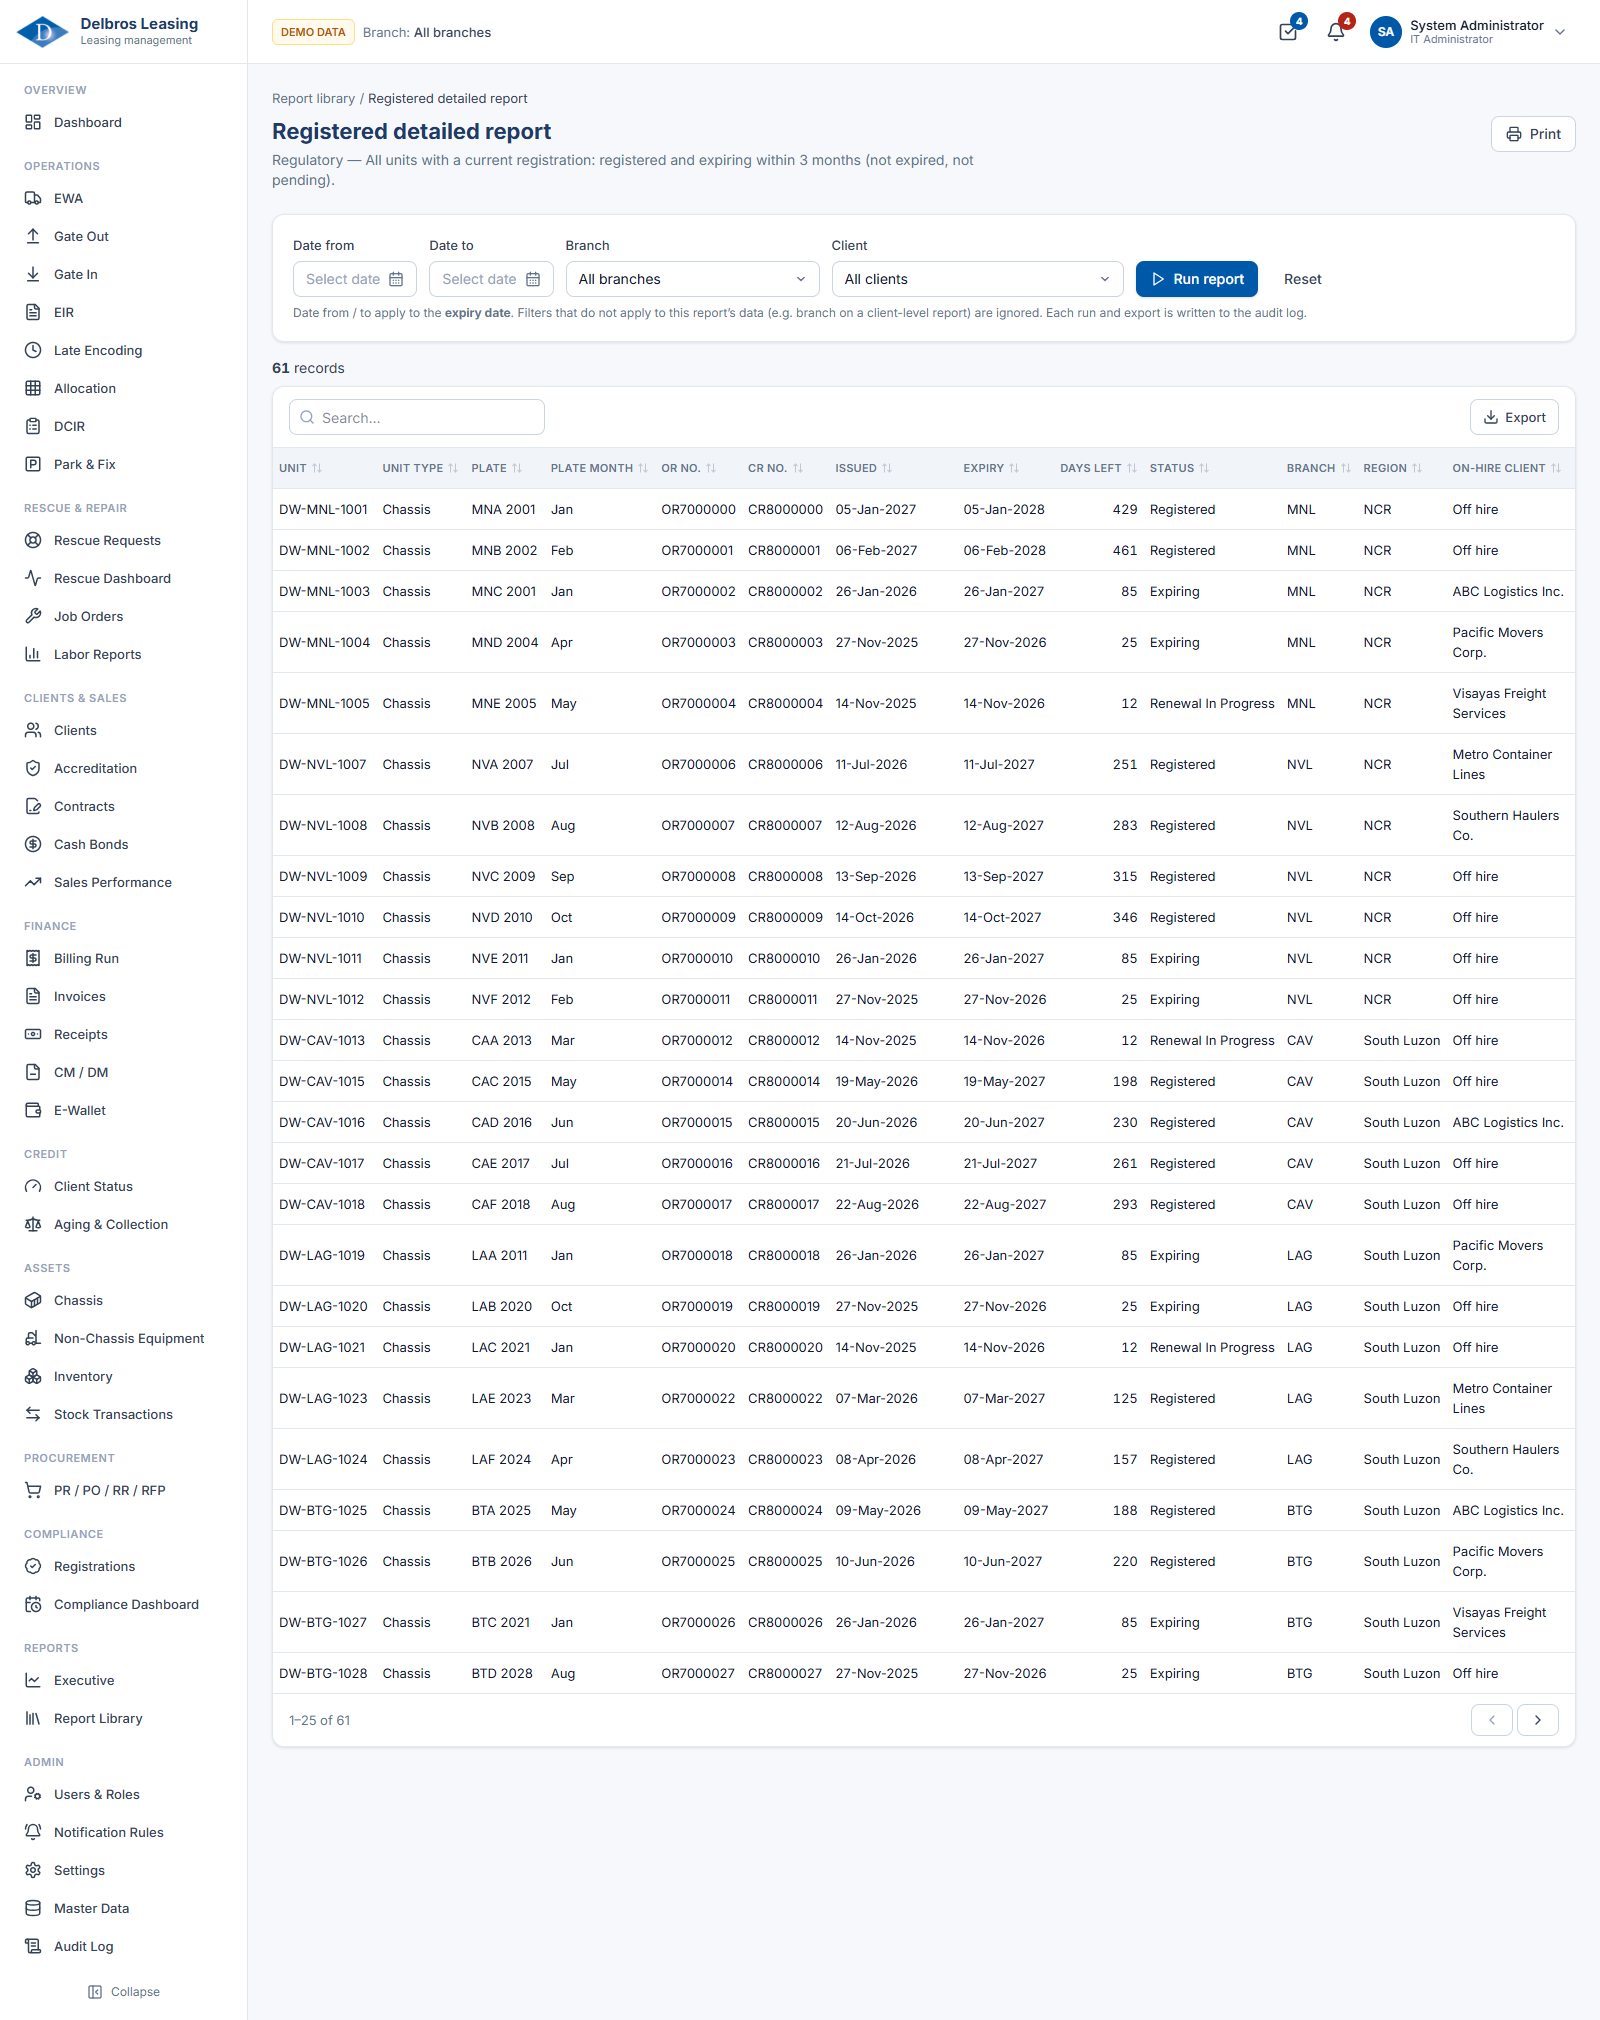 Delbros Leasing
Leasing management
DEMO DATA Branch: All branches
4
4
SA
System Administrator
IT Administrator
OVERVIEW
Dashboard
OPERATIONS
EWA
Gate Out
Gate In
EIR
Late Encoding
Allocation
DCIR
Park & Fix
RESCUE & REPAIR
Rescue Requests
Rescue Dashboard
Job Orders
Labor Reports
CLIENTS & SALES
Clients
Accreditation
Contracts
Cash Bonds
Sales Performance
FINANCE
Billing Run
Invoices
Receipts
CM / DM
E-Wallet
CREDIT
Client Status
Aging & Collection
ASSETS
Chassis
Non-Chassis Equipment
Inventory
Stock Transactions
PROCUREMENT
PR / PO / RR / RFP
COMPLIANCE
Registrations
Compliance Dashboard
REPORTS
Executive
Report Library
ADMIN
Users & Roles
Notification Rules
Settings
Master Data
Audit Log
Collapse
Report library / Registered detailed report
Registered detailed report
Print
Regulatory — All units with a current registration: registered and expiring within 3 months (not expired, not
pending).
Date from Date to Branch Client
Select date Select date All branches All clients Run report Reset
Date from / to apply to the expiry date. Filters that do not apply to this report's data (e.g. branch on a client-level report) are ignored. Each run and export is written to the audit log.
61 records
Search... Export
UNIT UNIT TYPE PLATE PLATE MONTH OR NO. CR NO. ISSUED EXPIRY DAYS LEFT STATUS BRANCH REGION ON-HIRE CLIENT
DW-MNL-1001 Chassis MNA 2001 Jan OR7000000 CR8000000 05-Jan-2027 05-Jan-2028 429 Registered MNL NCR Off hire
DW-MNL-1002 Chassis MNB 2002 Feb OR7000001 CR8000001 06-Feb-2027 06-Feb-2028 461 Registered MNL NCR Off hire
DW-MNL-1003 Chassis MNC 2001 Jan OR7000002 CR8000002 26-Jan-2026 26-Jan-2027 85 Expiring MNL NCR ABC Logistics Inc.
DW-MNL-1004 Chassis MND 2004 Apr OR7000003 CR8000003 27-Nov-2025 27-Nov-2026 25 Expiring MNL NCR Pacific Movers
Corp.
DW-MNL-1005 Chassis MNE 2005 May OR7000004 CR8000004 14-Nov-2025 14-Nov-2026 12 Renewal In Progress MNL NCR Visayas Freight
Services
DW-NVL-1007 Chassis NVA 2007 Jul OR7000006 CR8000006 11-Jul-2026 11-Jul-2027 251 Registered NVL NCR Metro Container
Lines
DW-NVL-1008 Chassis NVB 2008 Aug OR7000007 CR8000007 12-Aug-2026 12-Aug-2027 283 Registered NVL NCR Southern Haulers
Co.
DW-NVL-1009 Chassis NVC 2009 Sep OR7000008 CR8000008 13-Sep-2026 13-Sep-2027 315 Registered NVL NCR Off hire
DW-NVL-1010 Chassis NVD 2010 Oct OR7000009 CR8000009 14-Oct-2026 14-Oct-2027 346 Registered NVL NCR Off hire
DW-NVL-1011 Chassis NVE 2011 Jan OR7000010 CR8000010 26-Jan-2026 26-Jan-2027 85 Expiring NVL NCR Off hire
DW-NVL-1012 Chassis NVF 2012 Feb OR7000011 CR8000011 27-Nov-2025 27-Nov-2026 25 Expiring NVL NCR Off hire
DW-CAV-1013 Chassis CAA 2013 Mar OR7000012 CR8000012 14-Nov-2025 14-Nov-2026 12 Renewal In Progress CAV South Luzon Off hire
DW-CAV-1015 Chassis CAC 2015 May OR7000014 CR8000014 19-May-2026 19-May-2027 198 Registered CAV South Luzon Off hire
DW-CAV-1016 Chassis CAD 2016 Jun OR7000015 CR8000015 20-Jun-2026 20-Jun-2027 230 Registered CAV South Luzon ABC Logistics Inc.
DW-CAV-1017 Chassis CAE 2017 Jul OR7000016 CR8000016 21-Jul-2026 21-Jul-2027 261 Registered CAV South Luzon Off hire
DW-CAV-1018 Chassis CAF 2018 Aug OR7000017 CR8000017 22-Aug-2026 22-Aug-2027 293 Registered CAV South Luzon Off hire
DW-LAG-1019 Chassis LAA 2011 Jan OR7000018 CR8000018 26-Jan-2026 26-Jan-2027 85 Expiring LAG South Luzon Pacific Movers
Corp.
DW-LAG-1020 Chassis LAB 2020 Oct OR7000019 CR8000019 27-Nov-2025 27-Nov-2026 25 Expiring LAG South Luzon Off hire
DW-LAG-1021 Chassis LAC 2021 Jan OR7000020 CR8000020 14-Nov-2025 14-Nov-2026 12 Renewal In Progress LAG South Luzon Off hire
DW-LAG-1023 Chassis LAE 2023 Mar OR7000022 CR8000022 07-Mar-2026 07-Mar-2027 125 Registered LAG South Luzon Metro Container
Lines
DW-LAG-1024 Chassis LAF 2024 Apr OR7000023 CR8000023 08-Apr-2026 08-Apr-2027 157 Registered LAG South Luzon Southern Haulers
Co.
DW-BTG-1025 Chassis BTA 2025 May OR7000024 CR8000024 09-May-2026 09-May-2027 188 Registered BTG South Luzon ABC Logistics Inc.
DW-BTG-1026 Chassis BTB 2026 Jun OR7000025 CR8000025 10-Jun-2026 10-Jun-2027 220 Registered BTG South Luzon Pacific Movers
Corp.
DW-BTG-1027 Chassis BTC 2021 Jan OR7000026 CR8000026 26-Jan-2026 26-Jan-2027 85 Expiring BTG South Luzon Visayas Freight
Services
DW-BTG-1028 Chassis BTD 2028 Aug OR7000027 CR8000027 27-Nov-2025 27-Nov-2026 25 Expiring BTG South Luzon Off hire
1–25 of 61